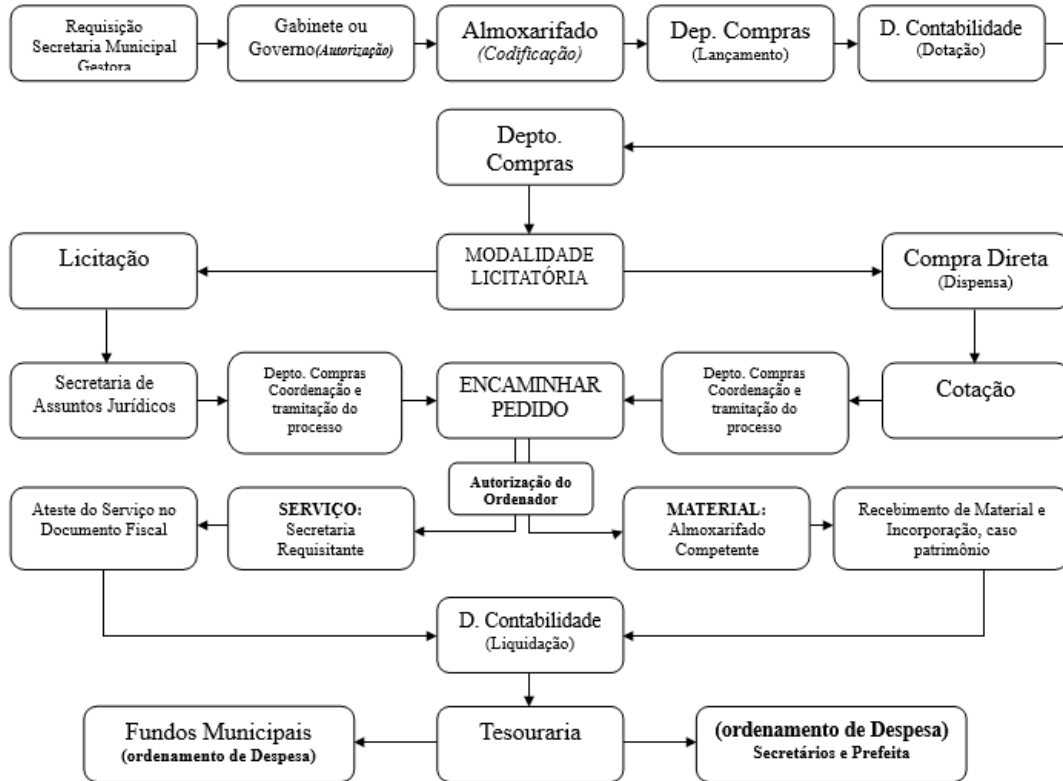 Requisição
Secretaria Municipal
Gestora
Gabinete ou
Governo(Autorização)
Almoxarifado
(Codificação)
Dep. Compras
(Lançamento)
D. Contabilidade
(Dotação)
Depto.
Compras
Licitação
MODALIDADE
LICITATÓRIA
Compra Direta
(Dispensa)
Secretaria de
Assuntos Jurídicos
Depto. Compras
Coordenação e
tramitação do
processo
ENCAMINHAR
PEDIDO
Depto. Compras
Coordenação e
tramitação do
processo
Cotação
Autorização do
Ordenador
Ateste do Serviço no
Documento Fiscal
SERVIÇO:
Secretaria
Requisitante
MATERIAL:
Almoxarifado
Competente
Recebimento de Material e
Incorporação, caso
patrimônio
D. Contabilidade
(Liquidação)
Fundos Municipais
(ordenamento de Despesa)
Tesouraria
(ordenamento de Despesa)
Secretários e Prefeita